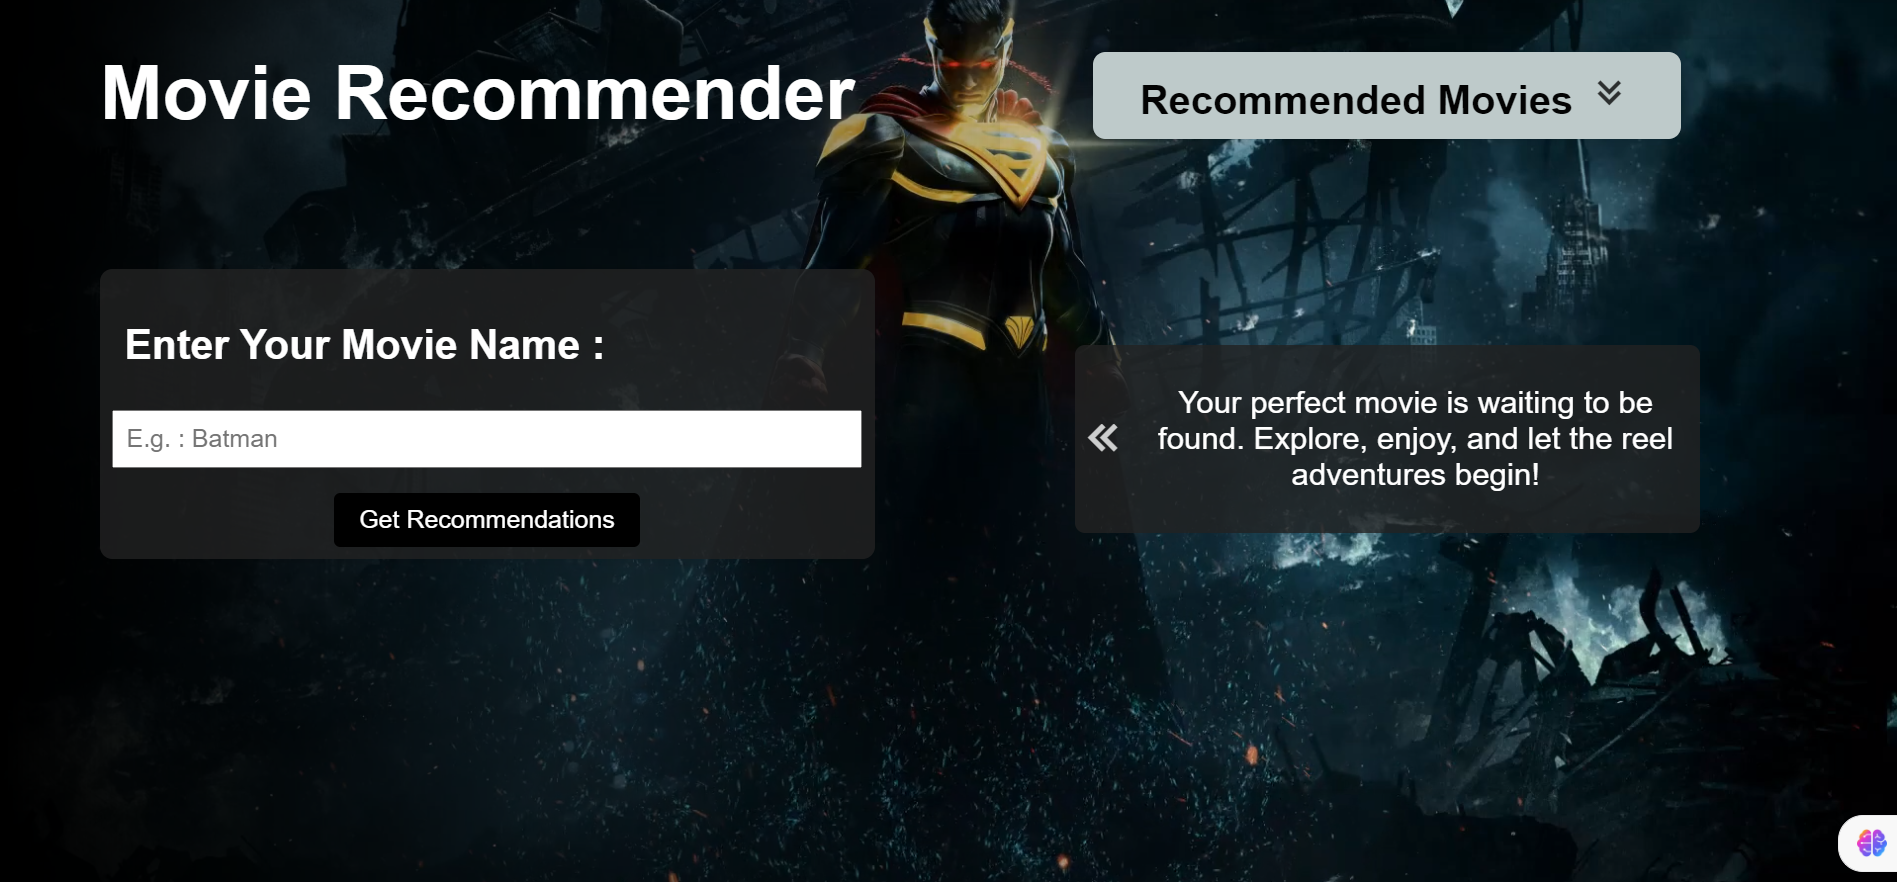 Movie Recommender
Recommended Movies
Enter Your Movie Name :
E.g. : Batman
Get Recommendations
Your perfect movie is waiting to be
found. Explore, enjoy, and let the reel
adventures begin!